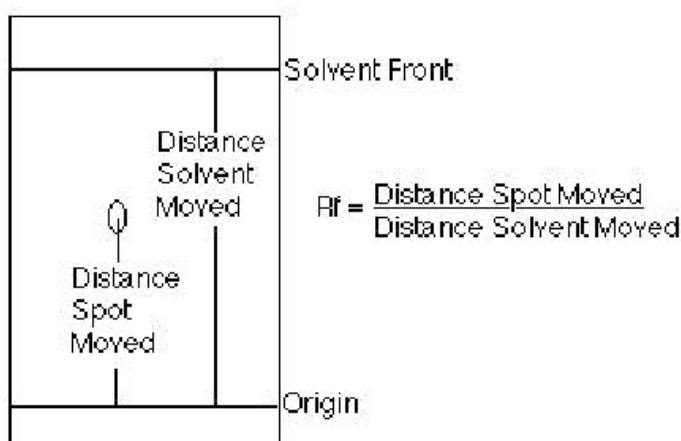 Solvent Front
Distance
Solvent
Moved
Rf = Distance Spot Moved
Distance Solvent Moved
Distance
Spot
Moved
Origin